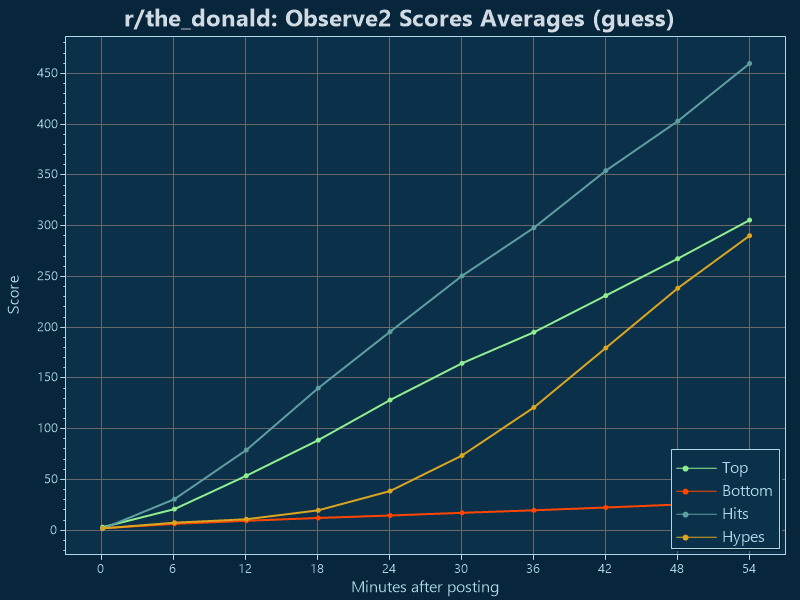 r/the_donald: Observe2 Scores Averages (guess)
450
400
350
300
250
200
150
100
50
0
Score
Top
Bottom
Hits
Hypes
0 6 12 18 24 30 36 42 48 54
Minutes after posting